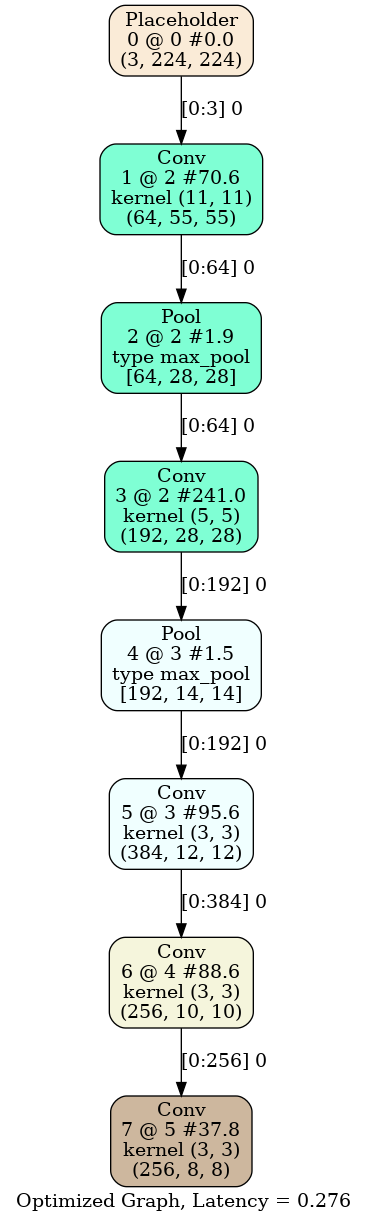 Placeholder
0 @ 0 #0.0
(3, 224, 224)
[0:3] 0
Conv
1 @ 2 #70.6
kernel (11, 11)
(64, 55, 55)
[0:64] 0
Pool
2 @ 2 #1.9
type max_pool
[64, 28, 28]
[0:64] 0
Conv
3 @ 2 #241.0
kernel (5, 5)
(192, 28, 28)
[0:192] 0
Pool
4 @ 3 #1.5
type max_pool
[192, 14, 14]
[0:192] 0
Conv
5 @ 3 #95.6
kernel (3, 3)
(384, 12, 12)
[0:384] 0
Conv
6 @ 4 #88.6
kernel (3, 3)
(256, 10, 10)
[0:256] 0
Conv
7 @ 5 #37.8
kernel (3, 3)
(256, 8, 8)
Optimized Graph, Latency = 0.276